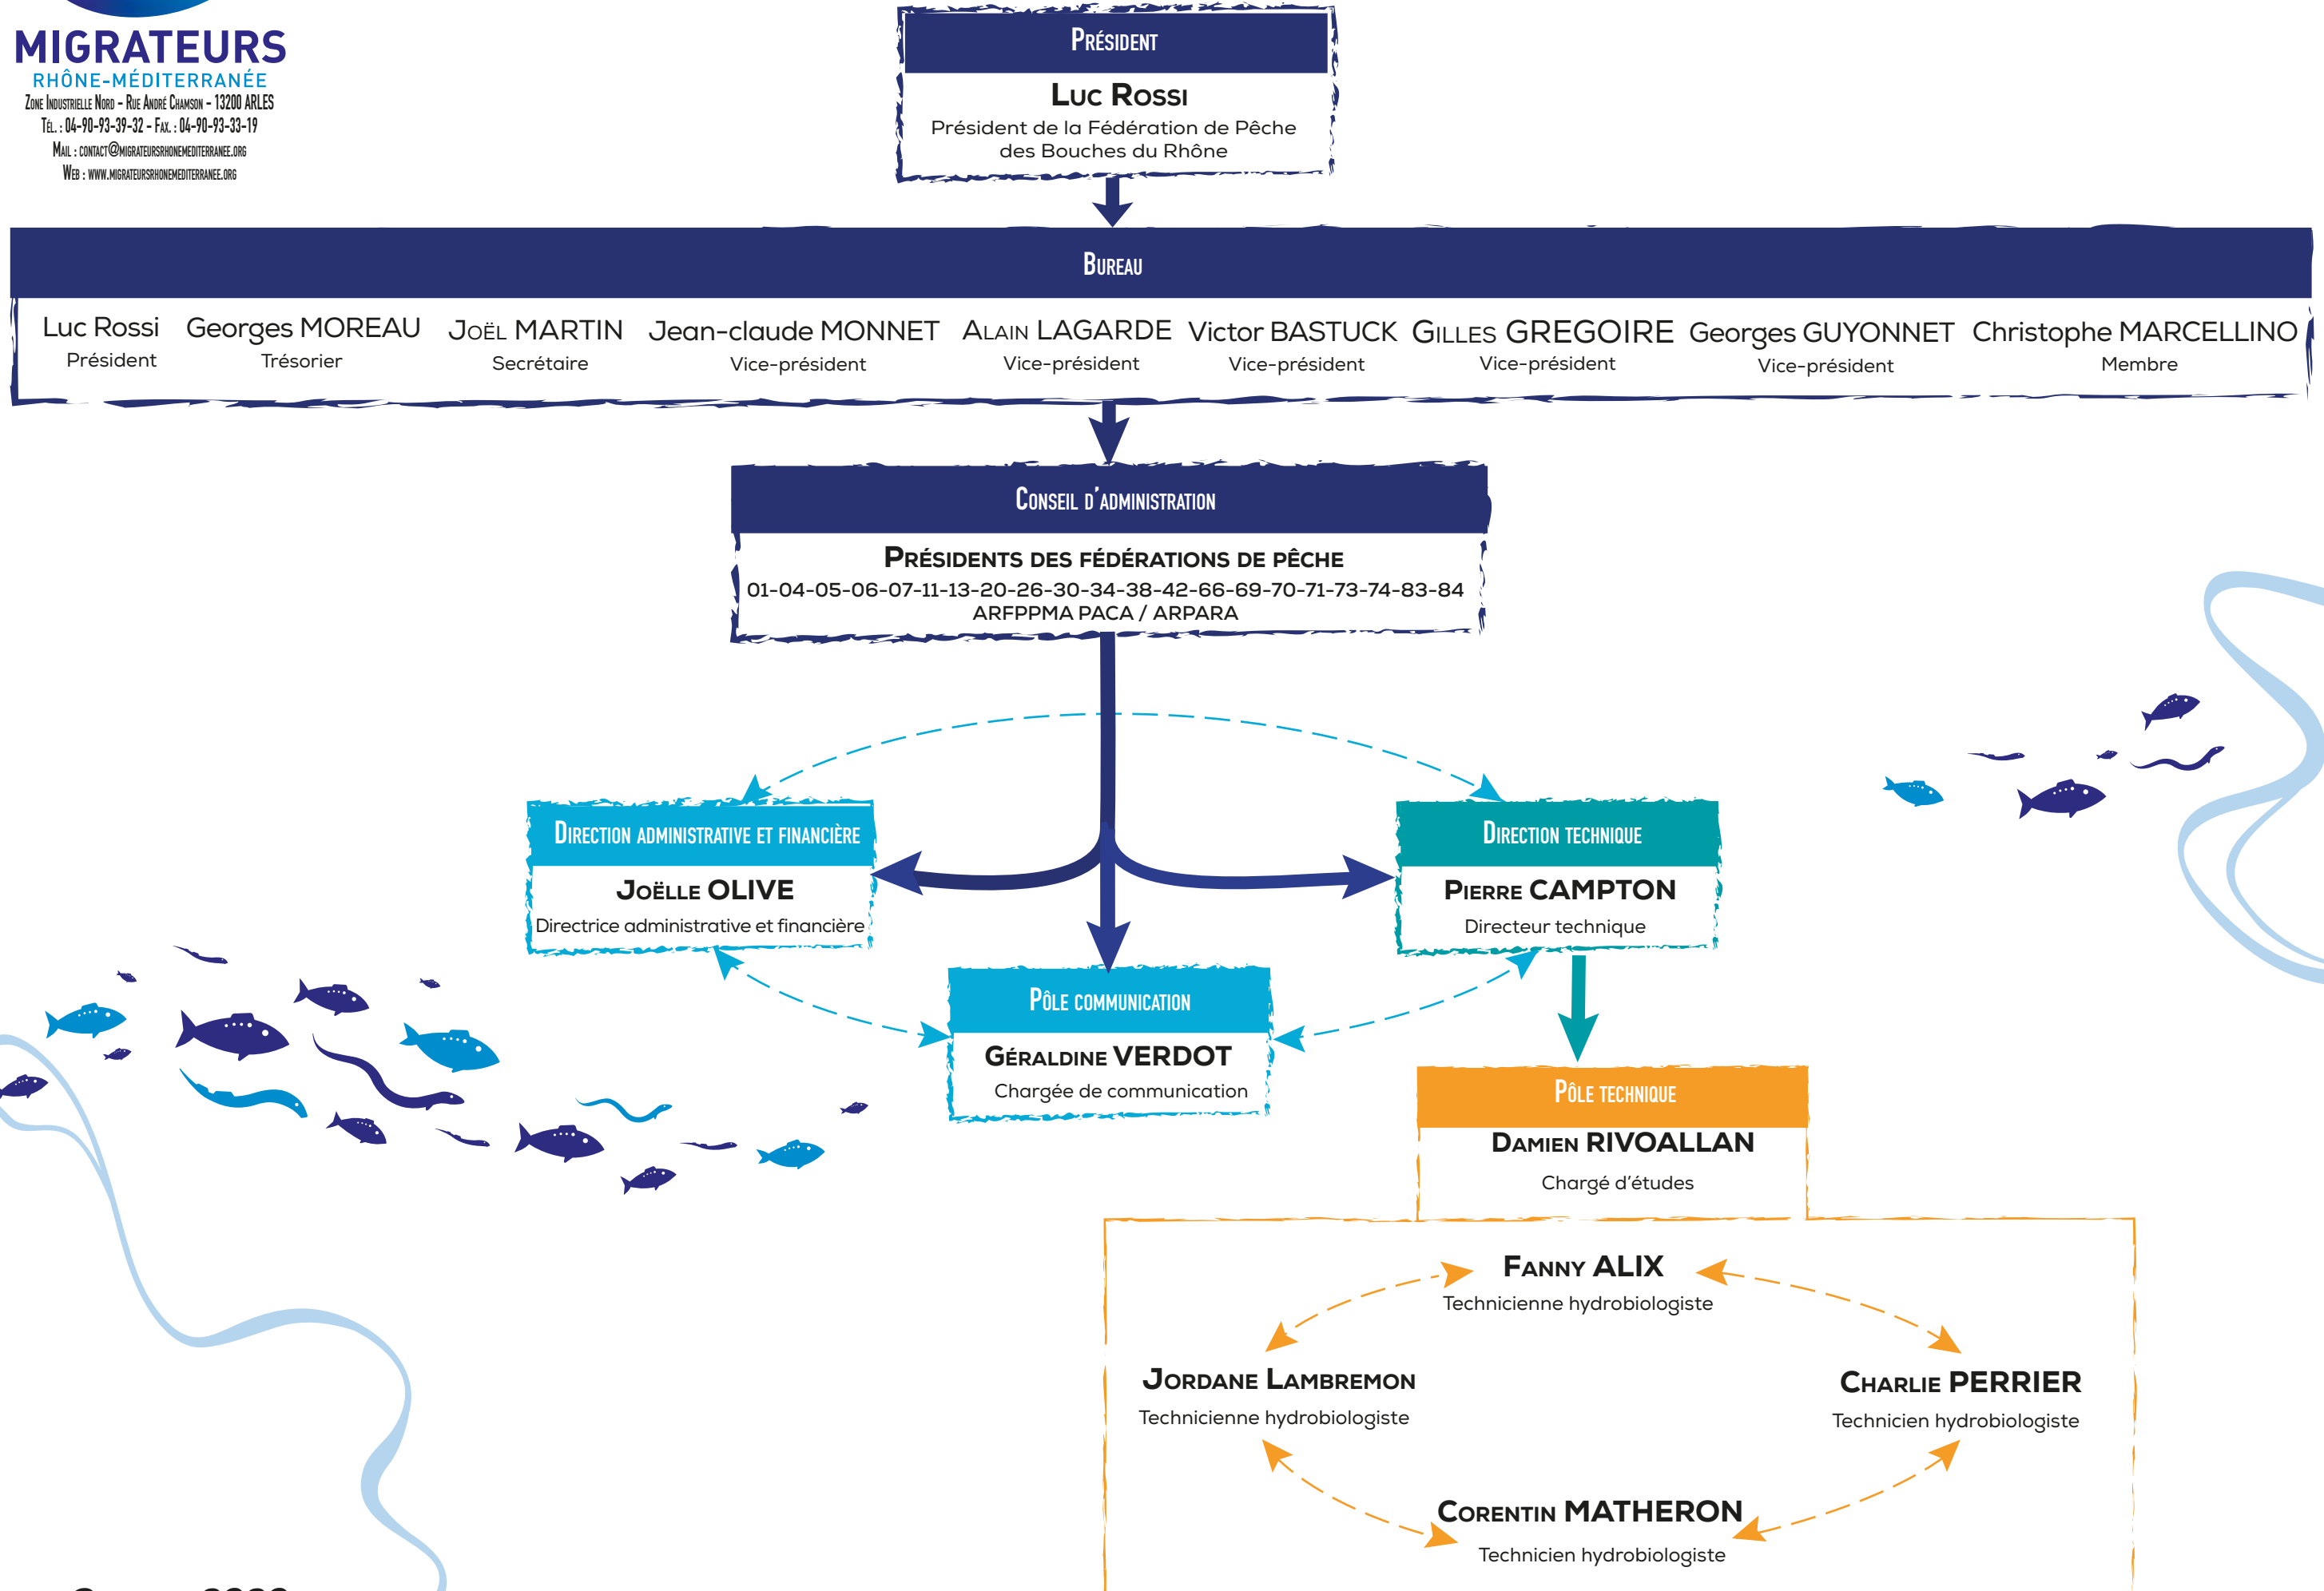 MIGRATEURS
RHÔNE-MÉDITERRANÉE
Zone Industrielle Nord - Rue André Chamson - 13200 ARLES
Tél. : 04-90-93-39-32 - Fax. : 04-90-93-33-19
Mail : contact@migrateursrhonemediterranee.org
Web : www.migrateursrhonemediterranee.org
Président
Luc Rossi
Président de la Fédération de Pêche
des Bouches du Rhône
Bureau
Luc Rossi Georges MOREAU Joël MARTIN Jean-claude MONNET Alain LAGARDE Victor BASTUCK Gilles GREGOIRE Georges GUYONNET Christophe MARCELLINO
Président Trésorier Secrétaire Vice-président Vice-président Vice-président Vice-président Vice-président Membre
Conseil d'administration
Présidents des fédérations de pêche
01-04-05-06-07-11-13-20-26-30-34-38-42-66-69-70-71-73-74-83-84
ARFPPMA PACA / ARPARA
Direction administrative et financière
Joëlle OLIVE
Directrice administrative et financière
Direction technique
Pierre CAMPTON
Directeur technique
Pôle communication
Géraldine VERDOT
Chargée de communication
Pôle technique
Damien RIVOALLAN
Chargé d'études
Fanny ALIX
Technicienne hydrobiologiste
Jordane Lambremon
Technicienne hydrobiologiste
Charlie PERRIER
Technicien hydrobiologiste
Corentin MATHERON
Technicien hydrobiologiste